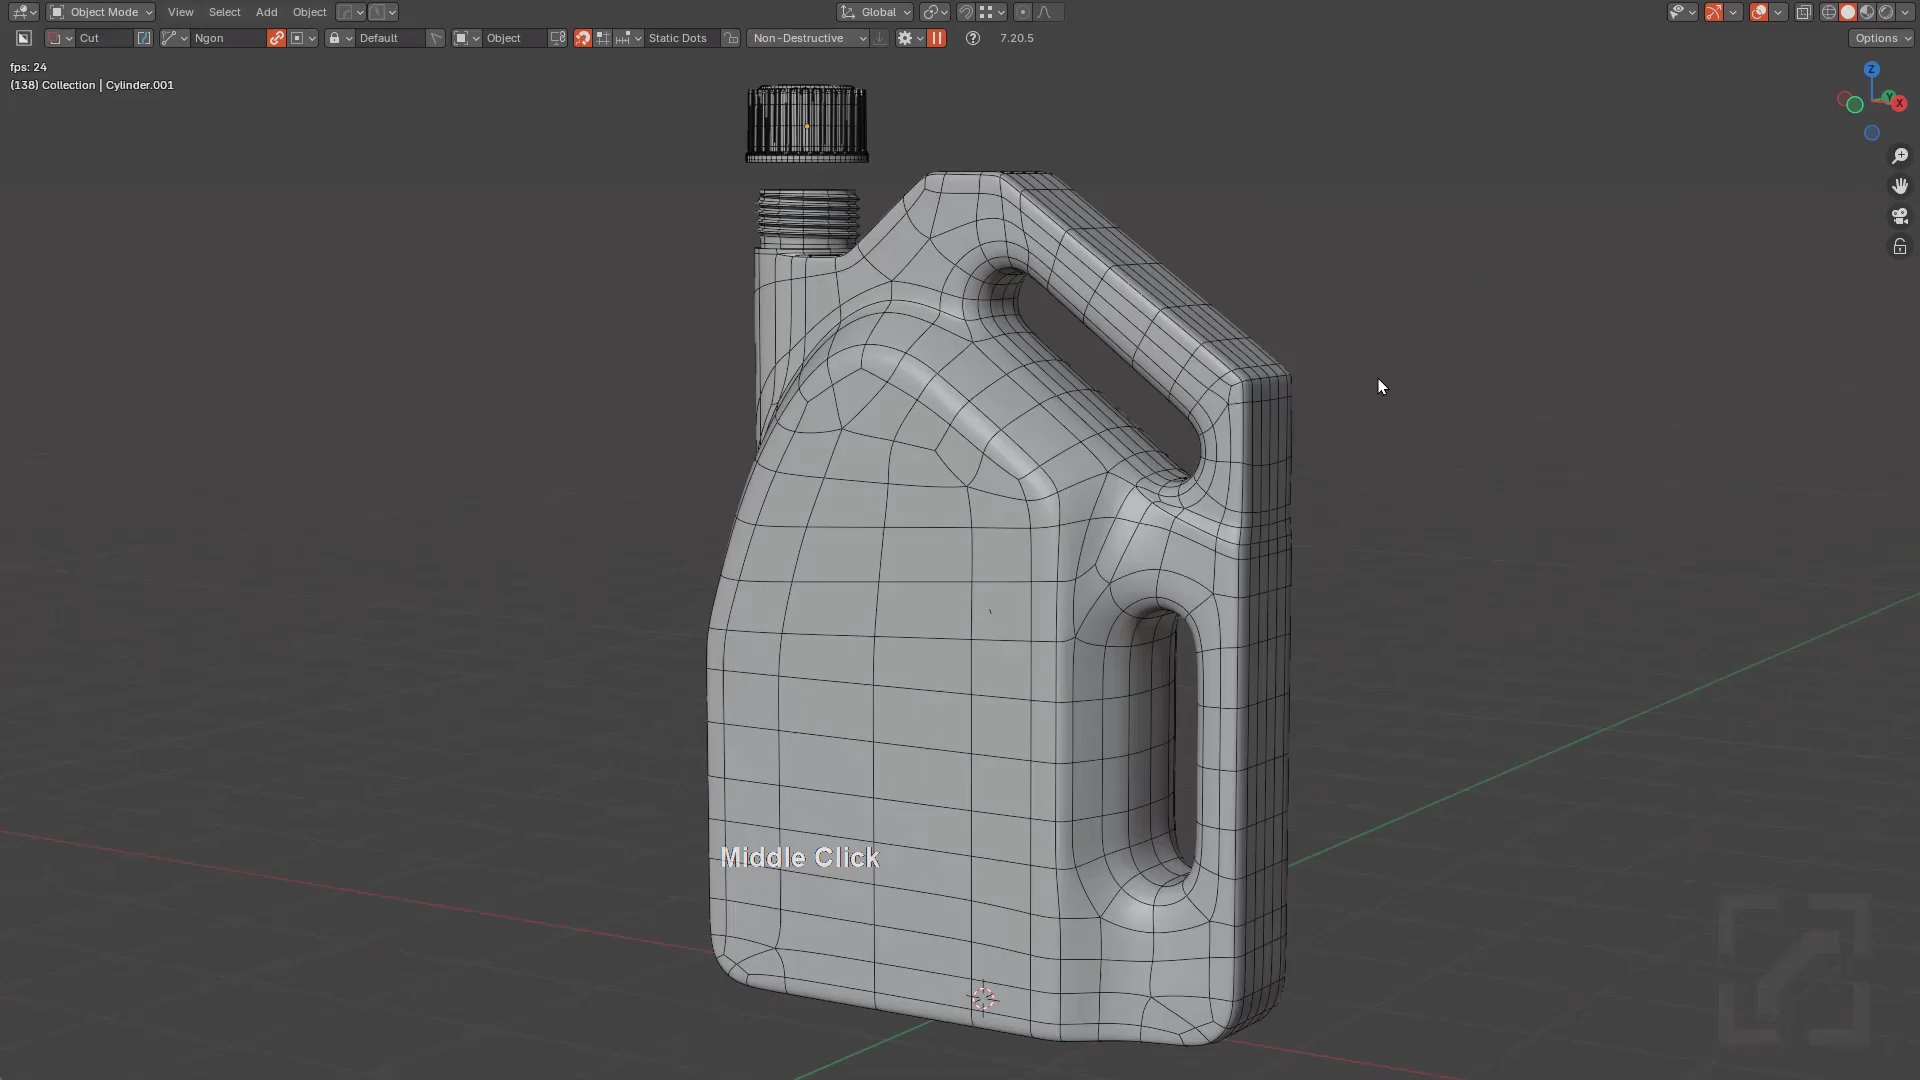 Object Mode View Select Add Object Global
Cut Ngon Default Object Static Dots Non-Destructive 7.20.5 Options
fps: 24
(138) Collection | Cylinder.001
Z
Y
X
Middle Click